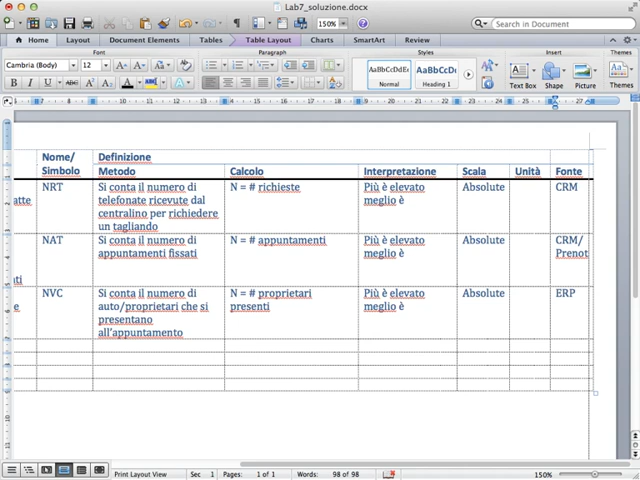 Lab7_soluzione.docx
150%
Search in Document
Home Layout Document Elements Tables Table Layout Charts SmartArt Review
Font Paragraph Styles Insert Themes
Cambria (Body) 12
AaBbCcDdEe AaBbCcDc
Normal Heading 1 Text Box Shape Picture Themes
Nome/
Simbolo
Definizione
Metodo Calcolo Interpretazione Scala Unità Fonte
NRT
Si conta il numero di
telefonate ricevute dal
centralino per richiedere
un tagliando
N = # richieste
Più è elevato
meglio è
Absolute
CRM
NAT
Si conta il numero di
appuntamenti fissati
N = # appuntamenti
Più è elevato
meglio è
Absolute
CRM/
Prenot
NVC
Si conta il numero di
auto/proprietari che si
presentano
all'appuntamento
N = # proprietari
presenti
Più è elevato
meglio è
Absolute
ERP
Print Layout View Sec 1 Pages: 1 of 1 Words: 98 of 98 150%